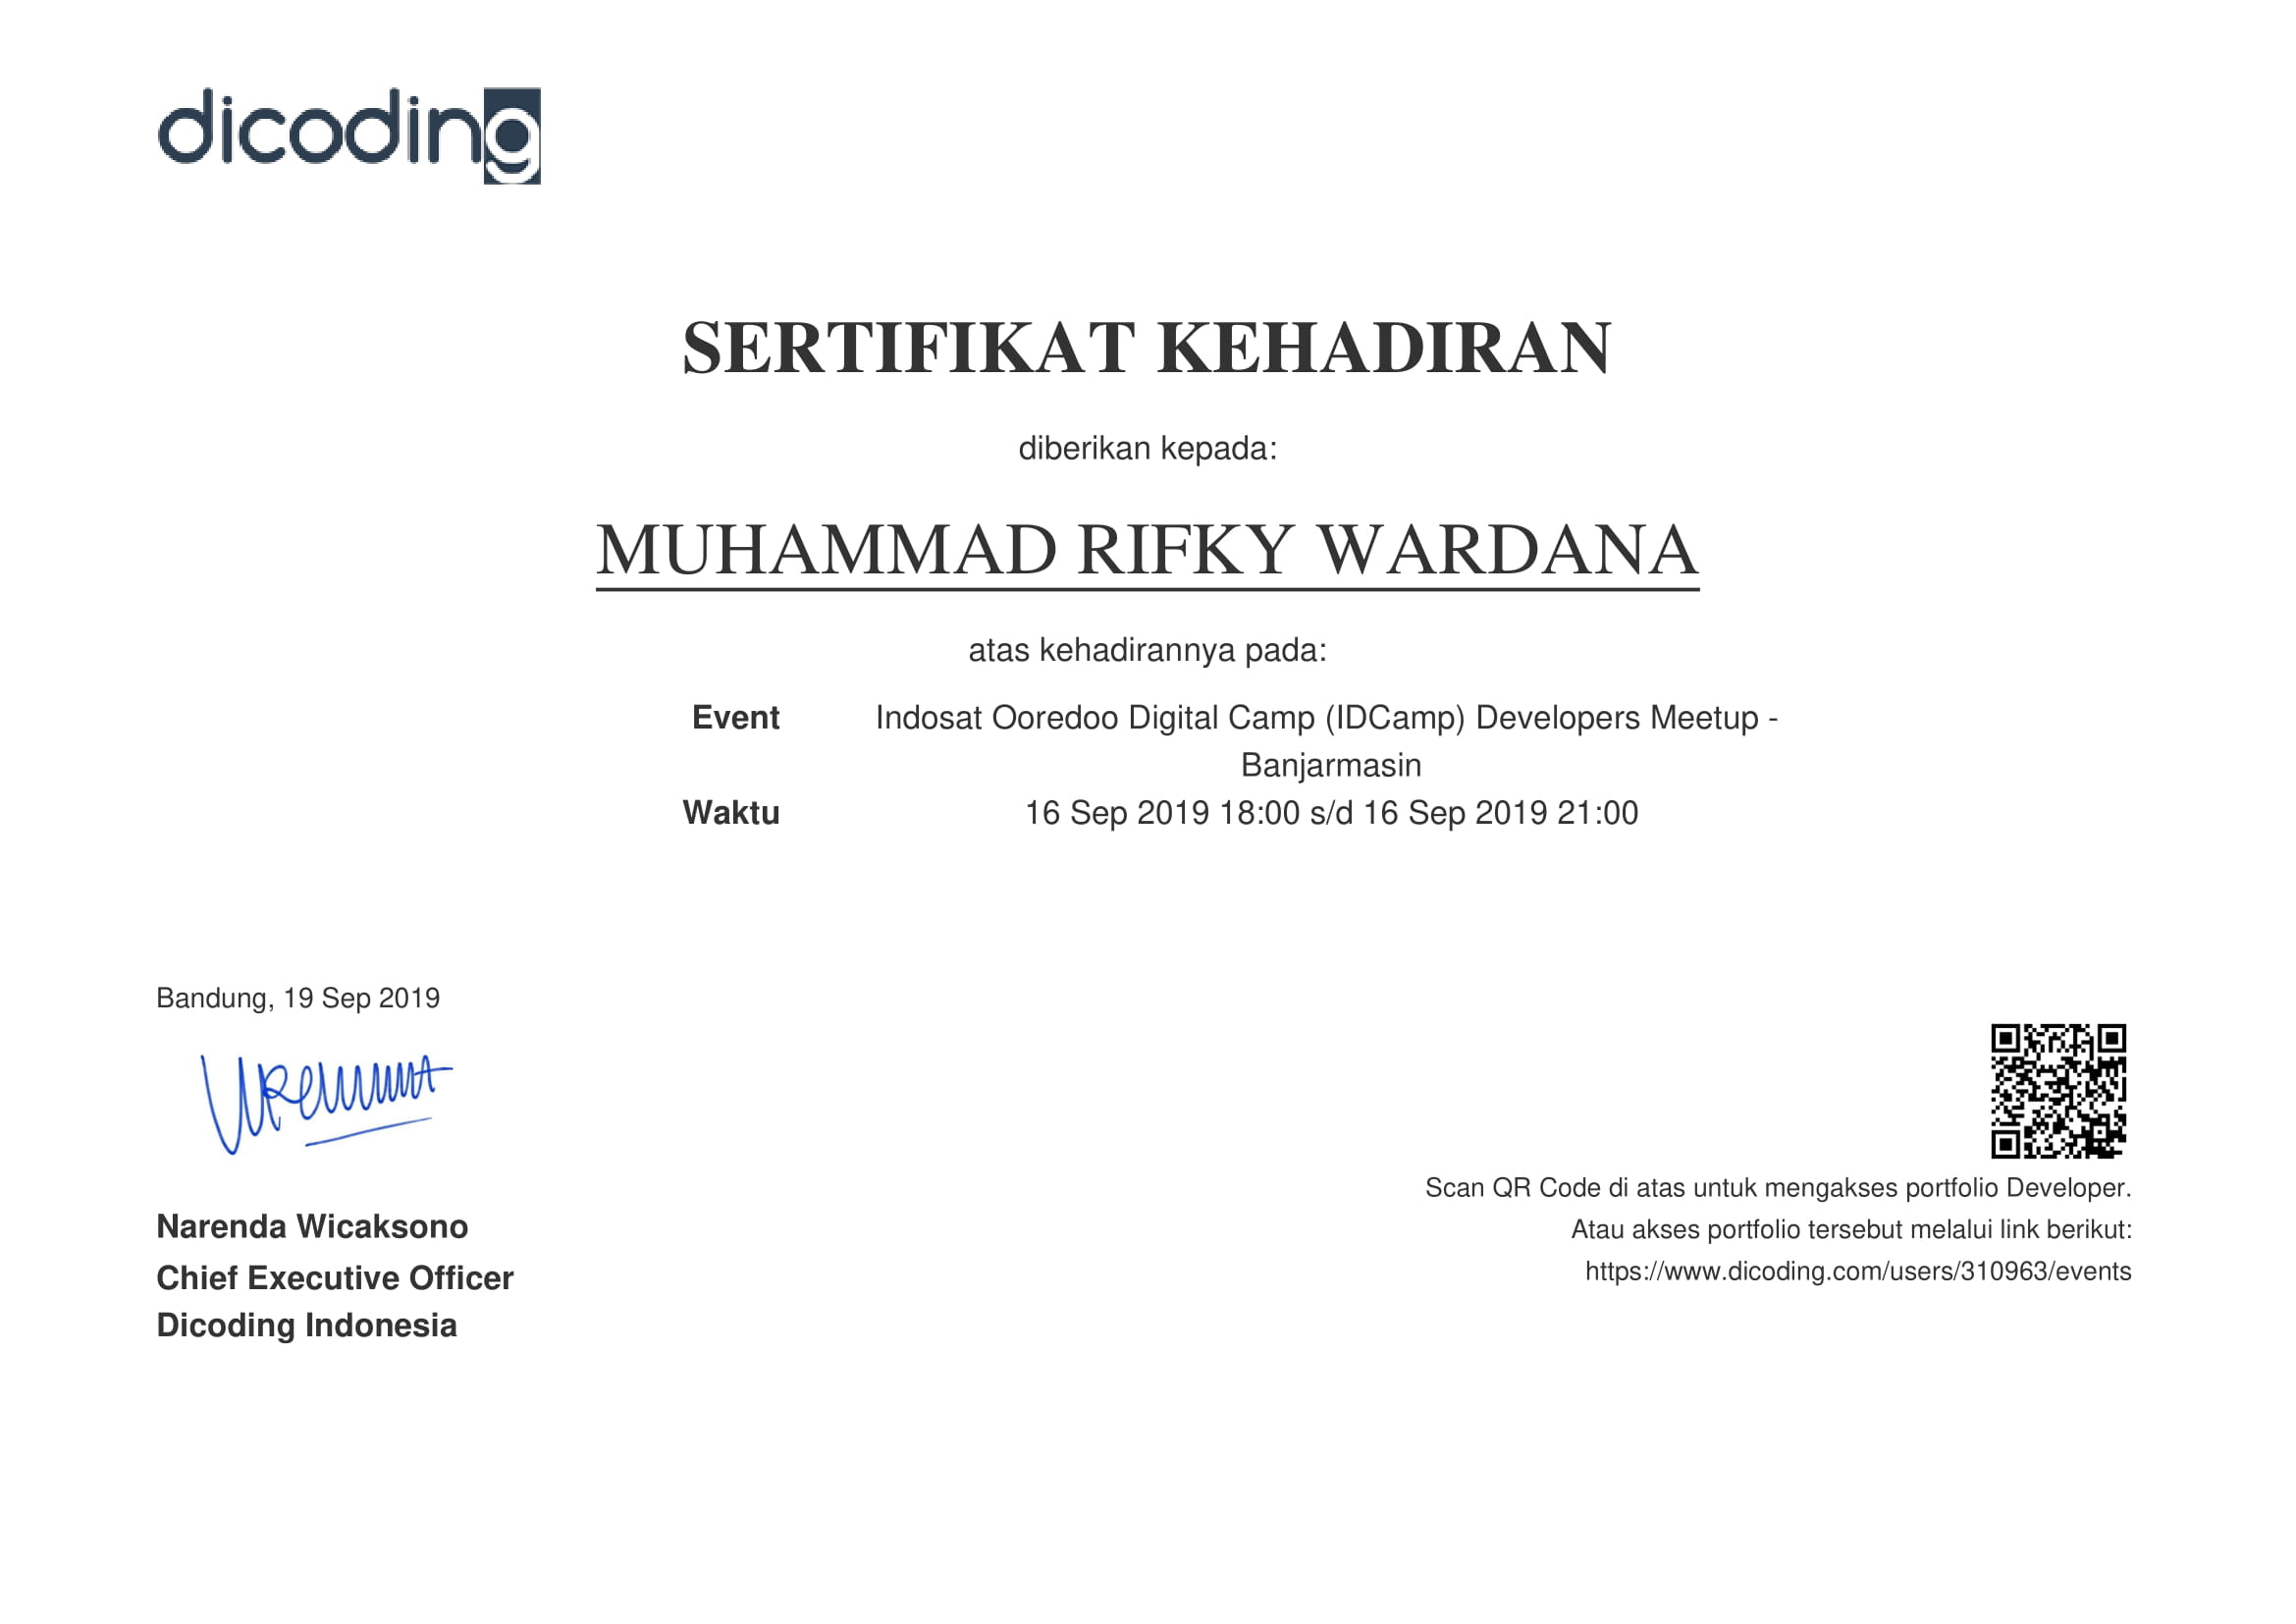 dicoding
SERTIFIKAT KEHADIRAN
diberikan kepada:
MUHAMMAD RIFKY WARDANA
atas kehadirannya pada:
Event Indosat Ooredoo Digital Camp (IDCamp) Developers Meetup -
Banjarmasin
Waktu 16 Sep 2019 18:00 s/d 16 Sep 2019 21:00
Bandung, 19 Sep 2019
Narenda Wicaksono
Chief Executive Officer
Dicoding Indonesia
Scan QR Code di atas untuk mengakses portfolio Developer.
Atau akses portfolio tersebut melalui link berikut:
https://www.dicoding.com/users/310963/events